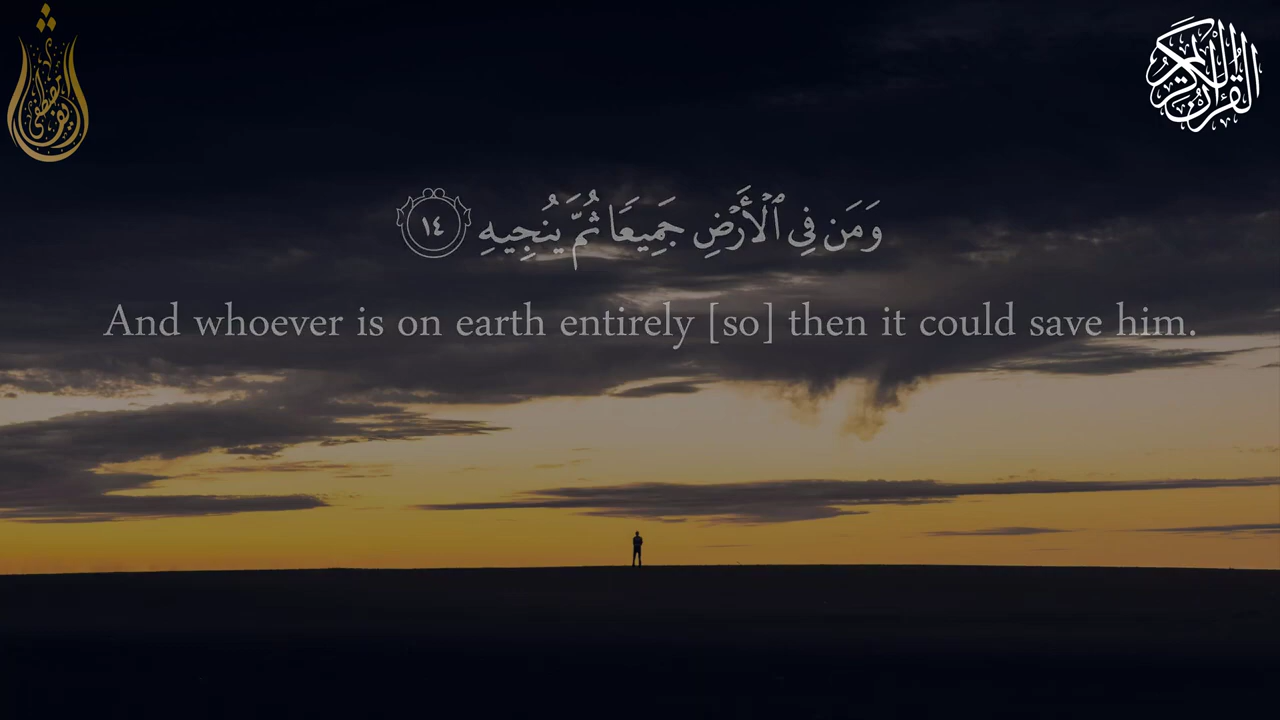 القرآن الكريم
وَمَن فِي ٱلْأَرْضِ جَمِيعًا ثُمَّ يُنجِيهِ ١٤
And whoever is on earth entirely [so] then it could save him.